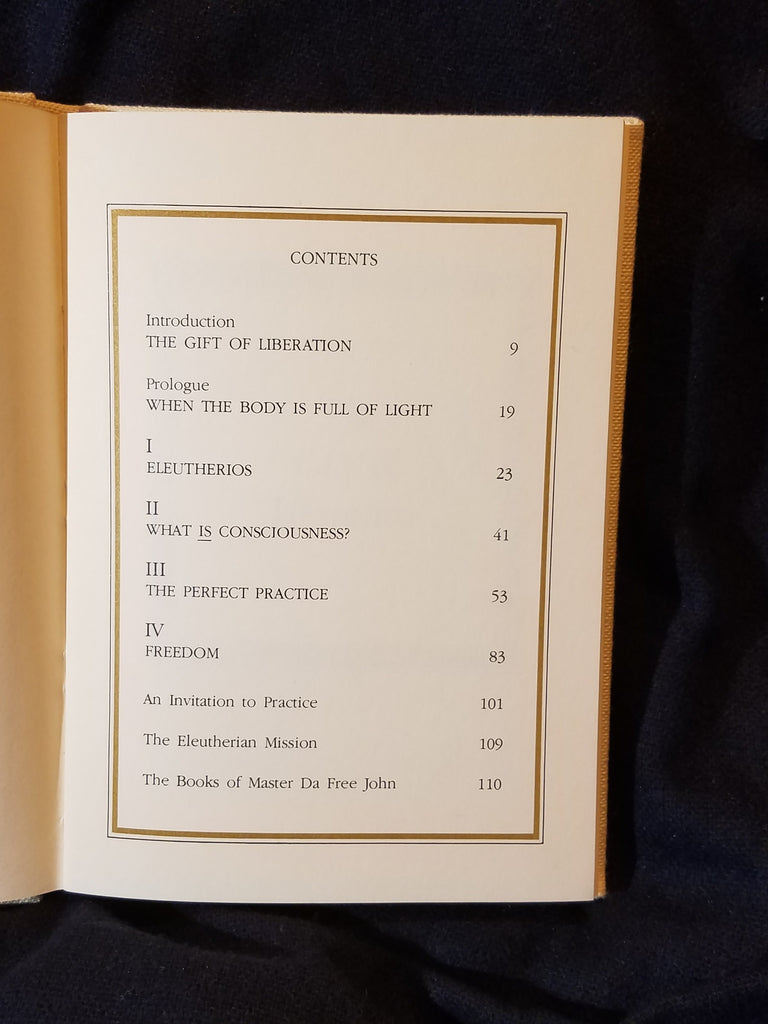 CONTENTS
Introduction
THE GIFT OF LIBERATION 9
Prologue
WHEN THE BODY IS FULL OF LIGHT 19
I
ELEUTHERIOS 23
II
WHAT IS CONSCIOUSNESS? 41
III
THE PERFECT PRACTICE 53
IV
FREEDOM 83
An Invitation to Practice 101
The Eleutherian Mission 109
The Books of Master Da Free John 110